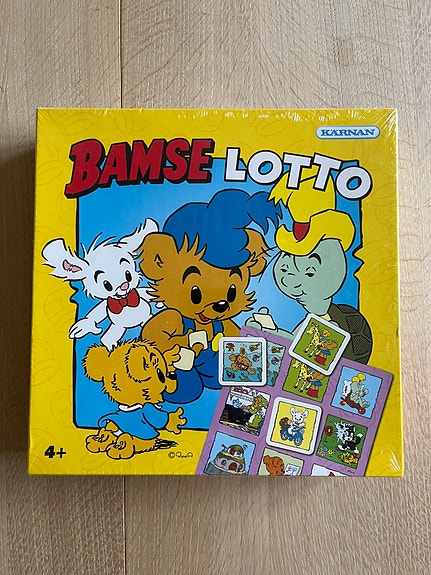 KÄRNAN
BAMSE LOTTO
4+
©